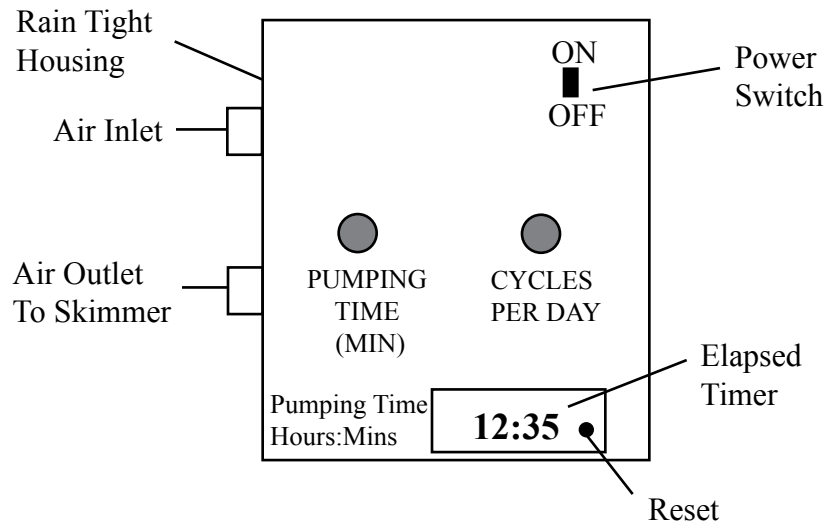 Rain Tight
Housing
ON
OFF
Power
Switch
Air Inlet
Air Outlet
To Skimmer
PUMPING
TIME
(MIN)
CYCLES
PER DAY
Elapsed
Timer
Pumping Time
Hours:Mins
12:35
Reset